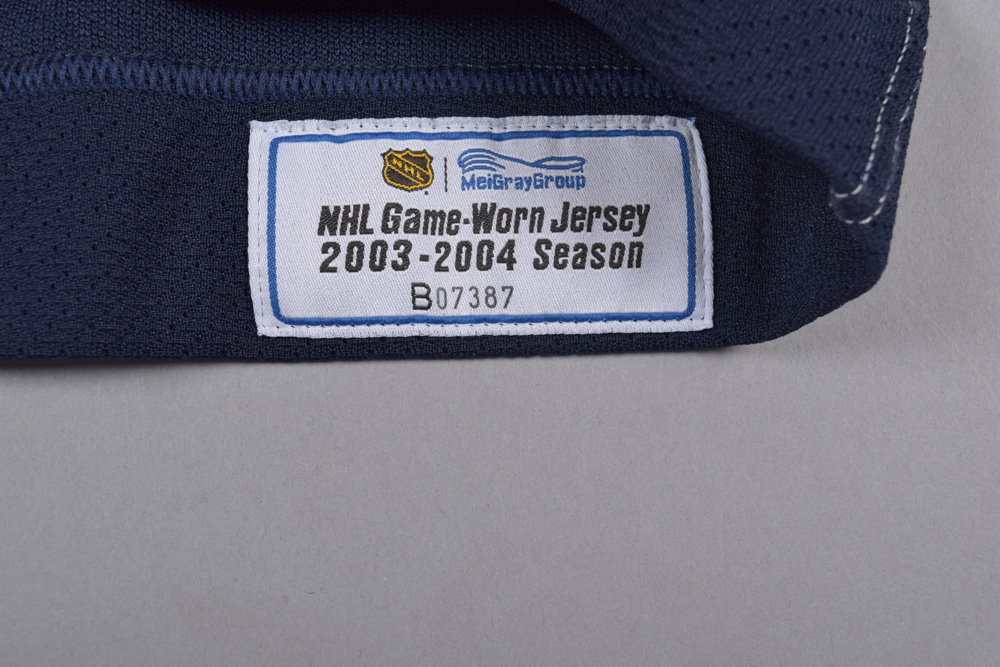 NHL
MeiGrayGroup
NHL Game-Worn Jersey
2003-2004 Season
B07387